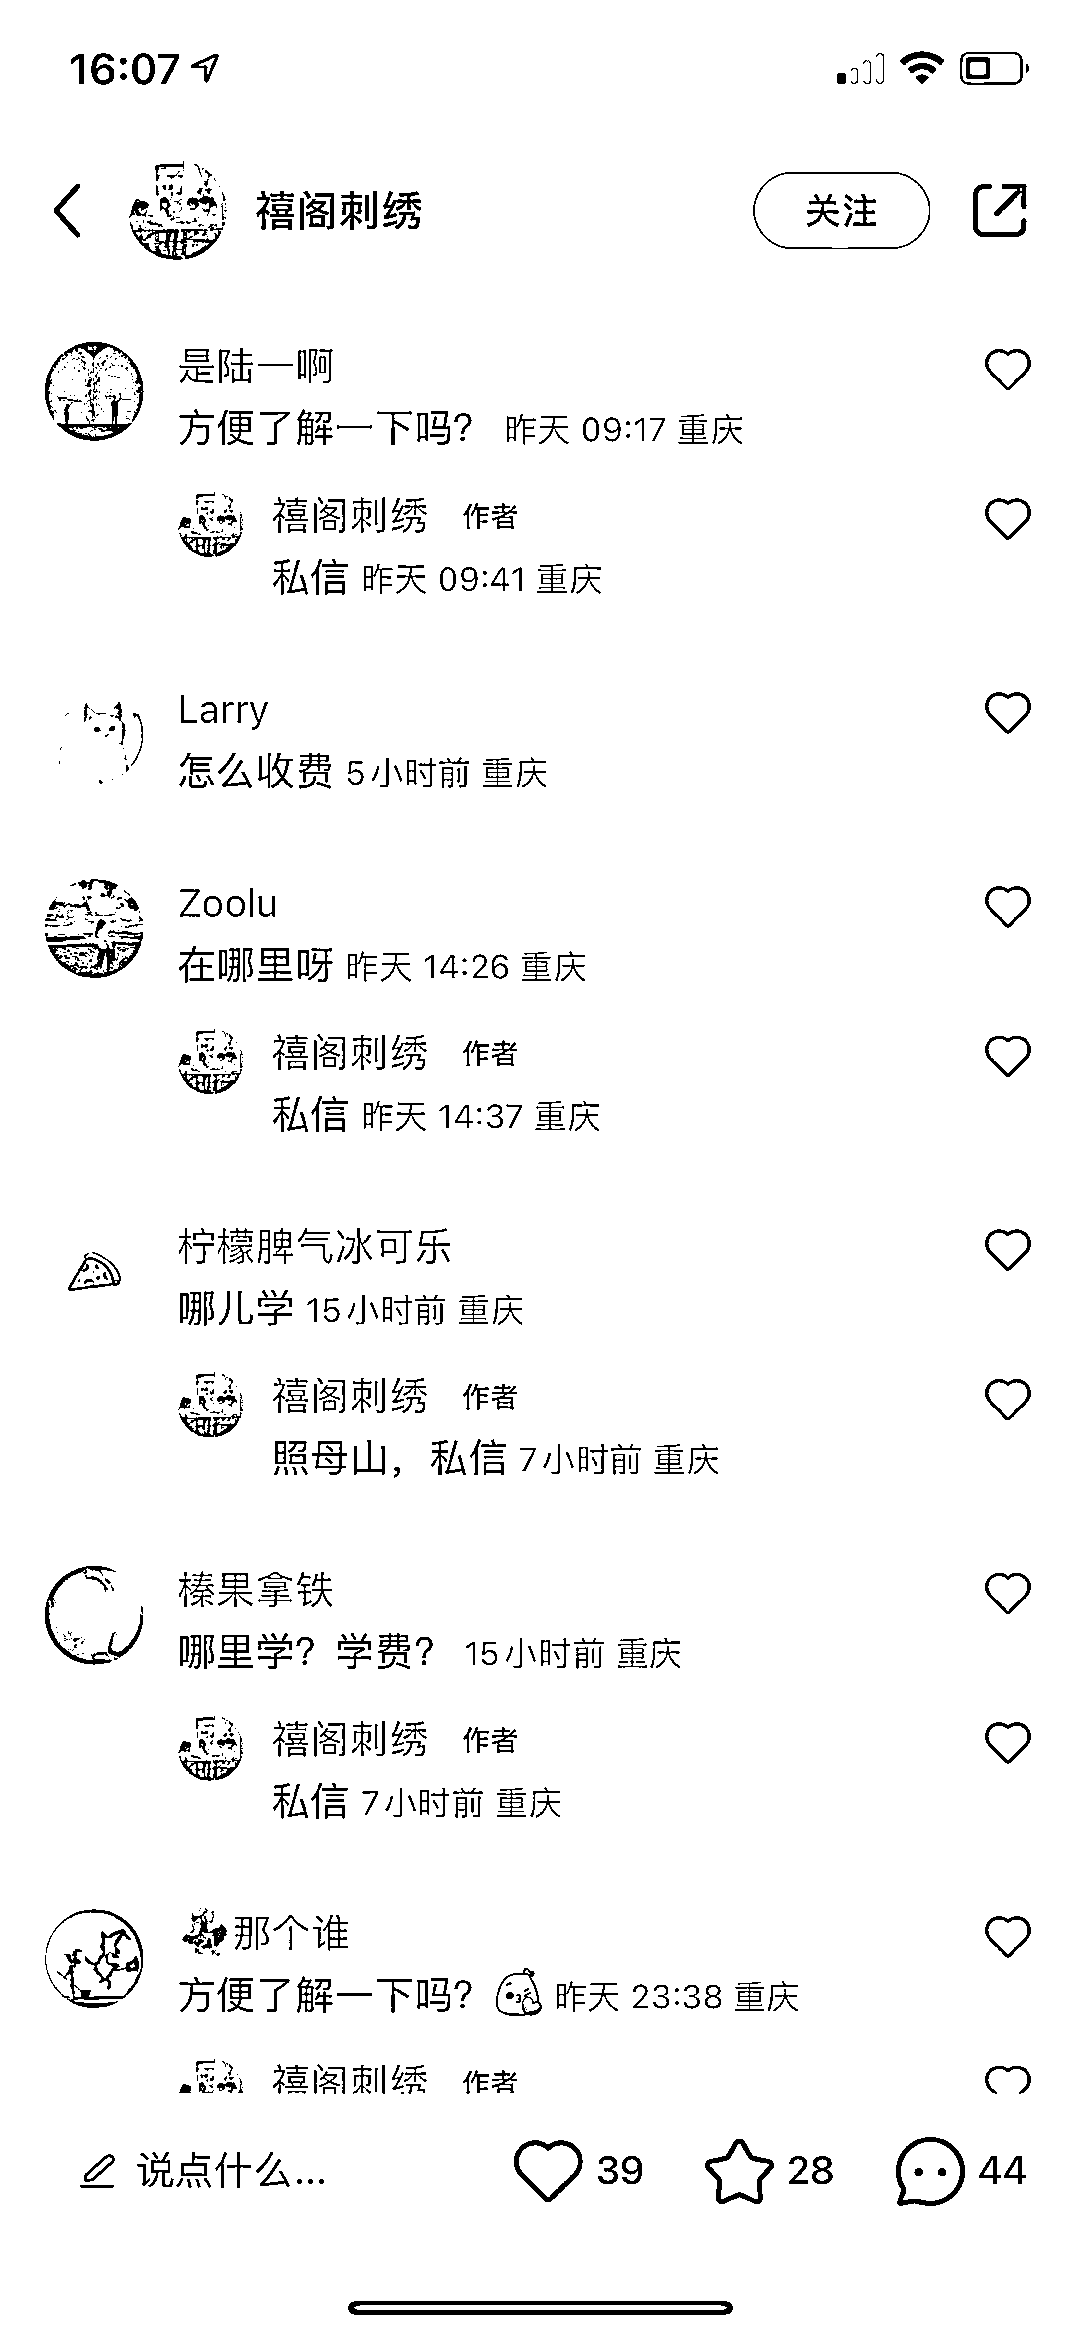 16:07
禧阁刺绣
关注
是陆一啊
方便了解一下吗？ 昨天 09:17 重庆
禧阁刺绣 作者
私信 昨天 09:41 重庆
Larry
怎么收费 5小时前 重庆
Zoolu
在哪里呀 昨天 14:26 重庆
禧阁刺绣 作者
私信 昨天 14:37 重庆
柠檬脾气冰可乐
哪儿学 15小时前 重庆
禧阁刺绣 作者
照母山，私信 7小时前 重庆
榛果拿铁
哪里学？学费？ 15小时前 重庆
禧阁刺绣 作者
私信 7小时前 重庆
那个谁
方便了解一下吗？ 昨天 23:38 重庆
禧阁刺绣 作者
说点什么... 39 28 44